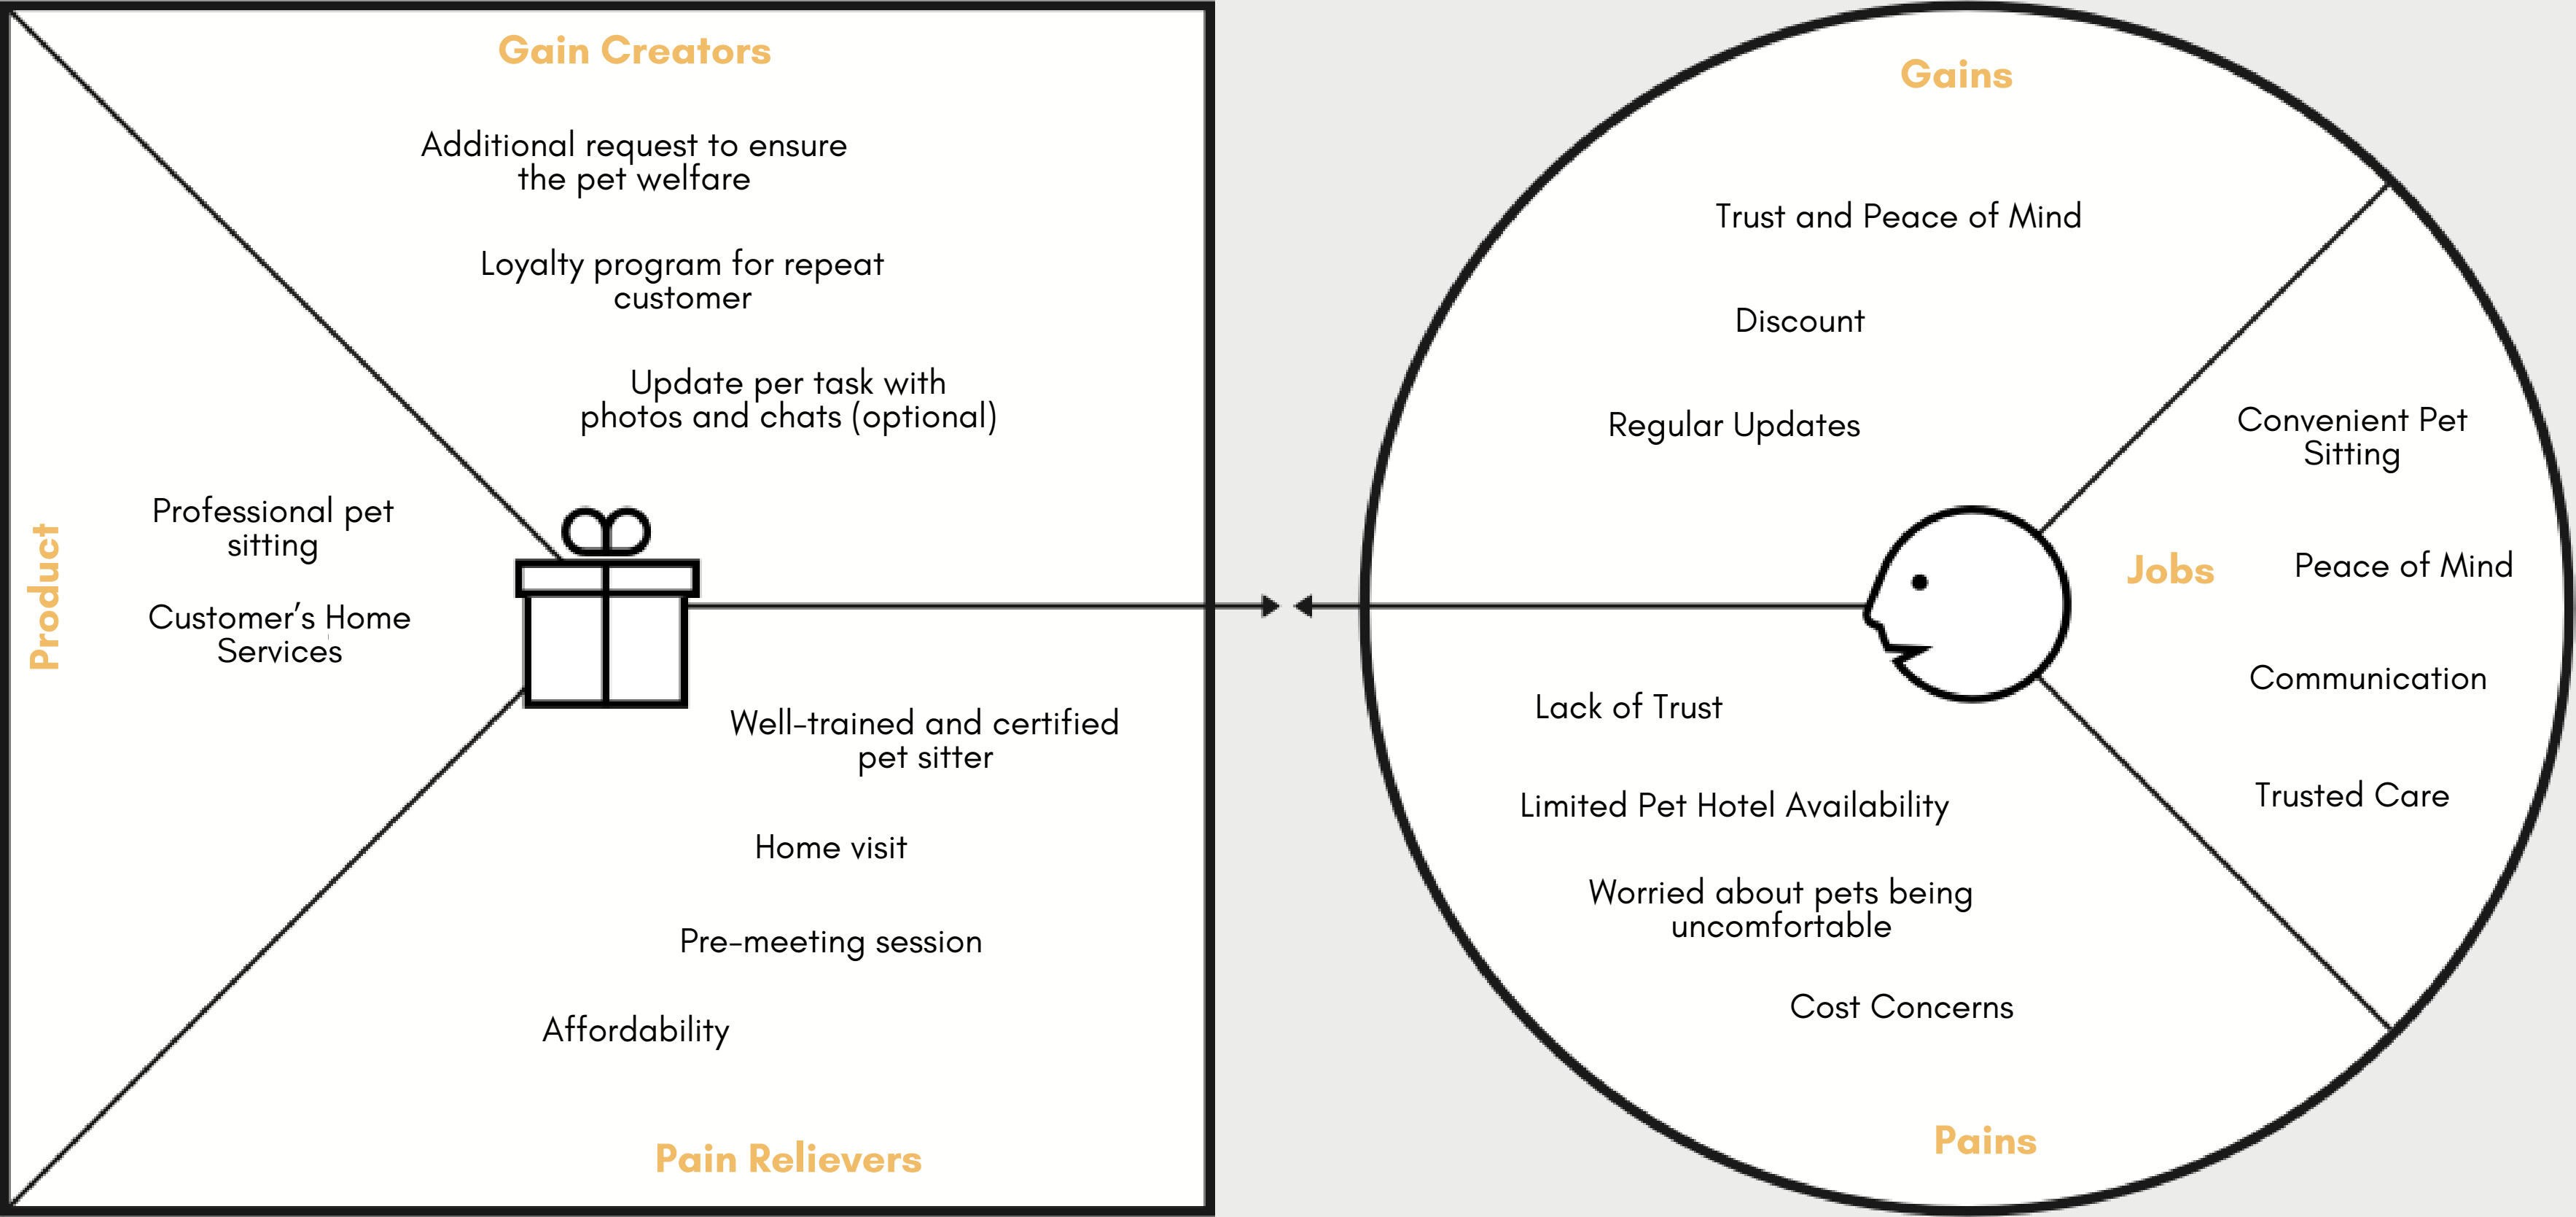 Gain Creators
Additional request to ensure
the pet welfare
Loyalty program for repeat
customer
Update per task with
photos and chats (optional)
Product
Professional pet
sitting
Customer's Home
Services
Well-trained and certified
pet sitter
Home visit
Pre-meeting session
Affordability
Pain Relievers
Gains
Trust and Peace of Mind
Discount
Regular Updates
Jobs
Convenient Pet
Sitting
Peace of Mind
Communication
Trusted Care
Lack of Trust
Limited Pet Hotel Availability
Worried about pets being
uncomfortable
Cost Concerns
Pains